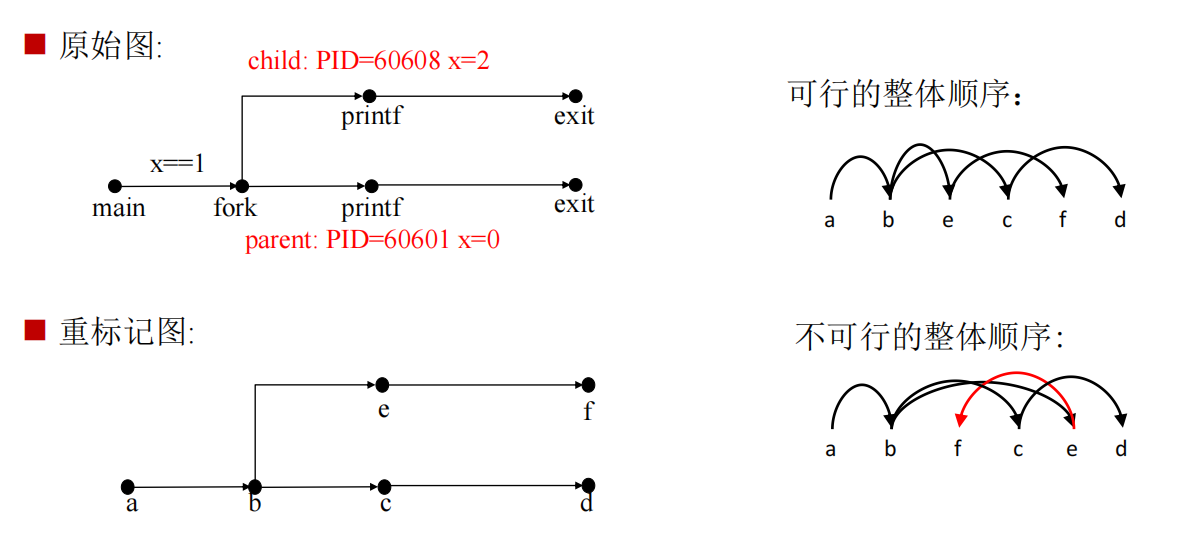 ■ 原始图:
child: PID=60608 x=2
printf
exit
x==1
main
fork
printf
exit
parent: PID=60601 x=0
可行的整体顺序：
a b e c f d
■ 重标记图:
e
f
a
b
c
d
不可行的整体顺序:
a b f c e d